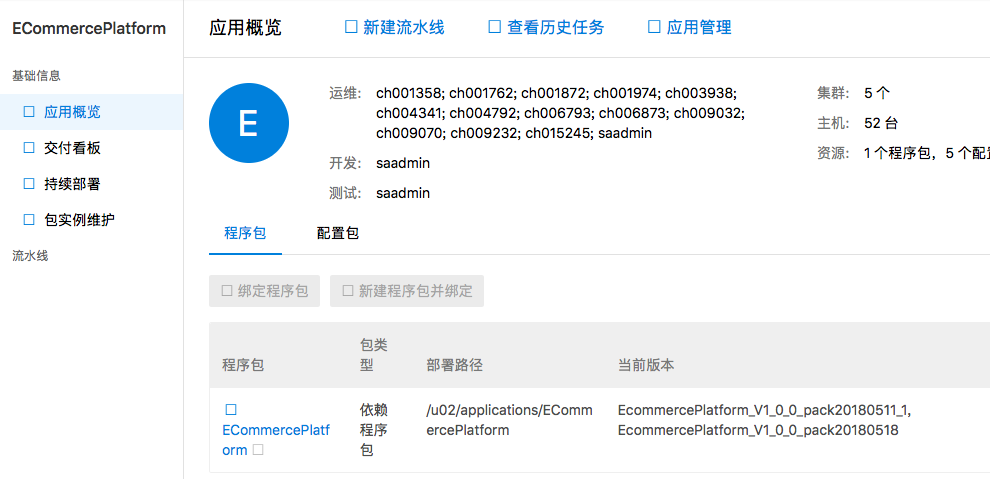 ECommercePlatform
应用概览
新建流水线
查看历史任务
应用管理
基础信息
应用概览
交付看板
持续部署
包实例维护
流水线
E
运维: ch001358; ch001762; ch001872; ch001974; ch003938;
ch004341; ch004792; ch006793; ch006873; ch009032;
ch009070; ch009232; ch015245; saadmin
开发: saadmin
测试: saadmin
集群: 5 个
主机: 52 台
资源: 1 个程序包, 5 个配
程序包
配置包
绑定程序包
新建程序包并绑定
程序包
包类
型
部署路径
当前版本
ECommercePlatf
orm
依赖
程序
包
/u02/applications/EComm
ercePlatform
EcommercePlatform_V1_0_0_pack20180511_1,
EcommercePlatform_V1_0_0_pack20180518